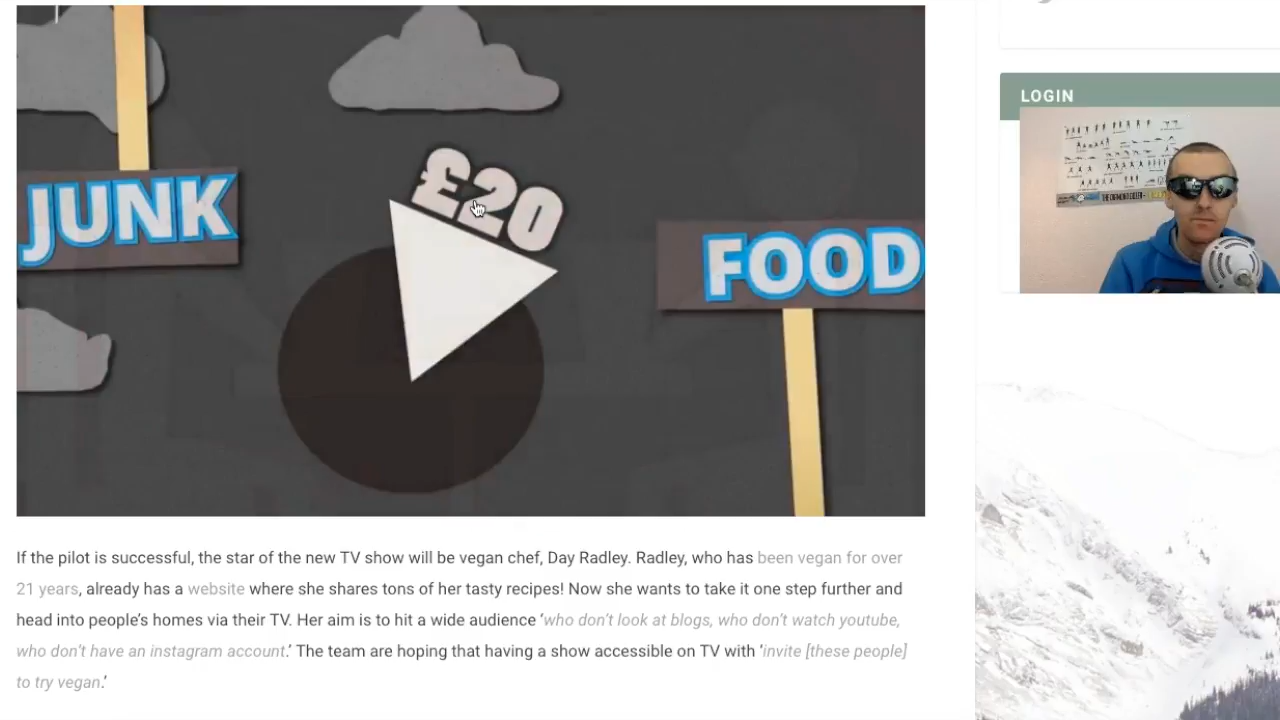 JUNK
£20
FOOD
LOGIN
If the pilot is successful, the star of the new TV show will be vegan chef, Day Radley. Radley, who has been vegan for over
21 years, already has a website where she shares tons of her tasty recipes! Now she wants to take it one step further and
head into people’s homes via their TV. Her aim is to hit a wide audience ‘who don’t look at blogs, who don’t watch youtube,
who don’t have an instagram account.’ The team are hoping that having a show accessible on TV with ‘invite [these people]
to try vegan.’